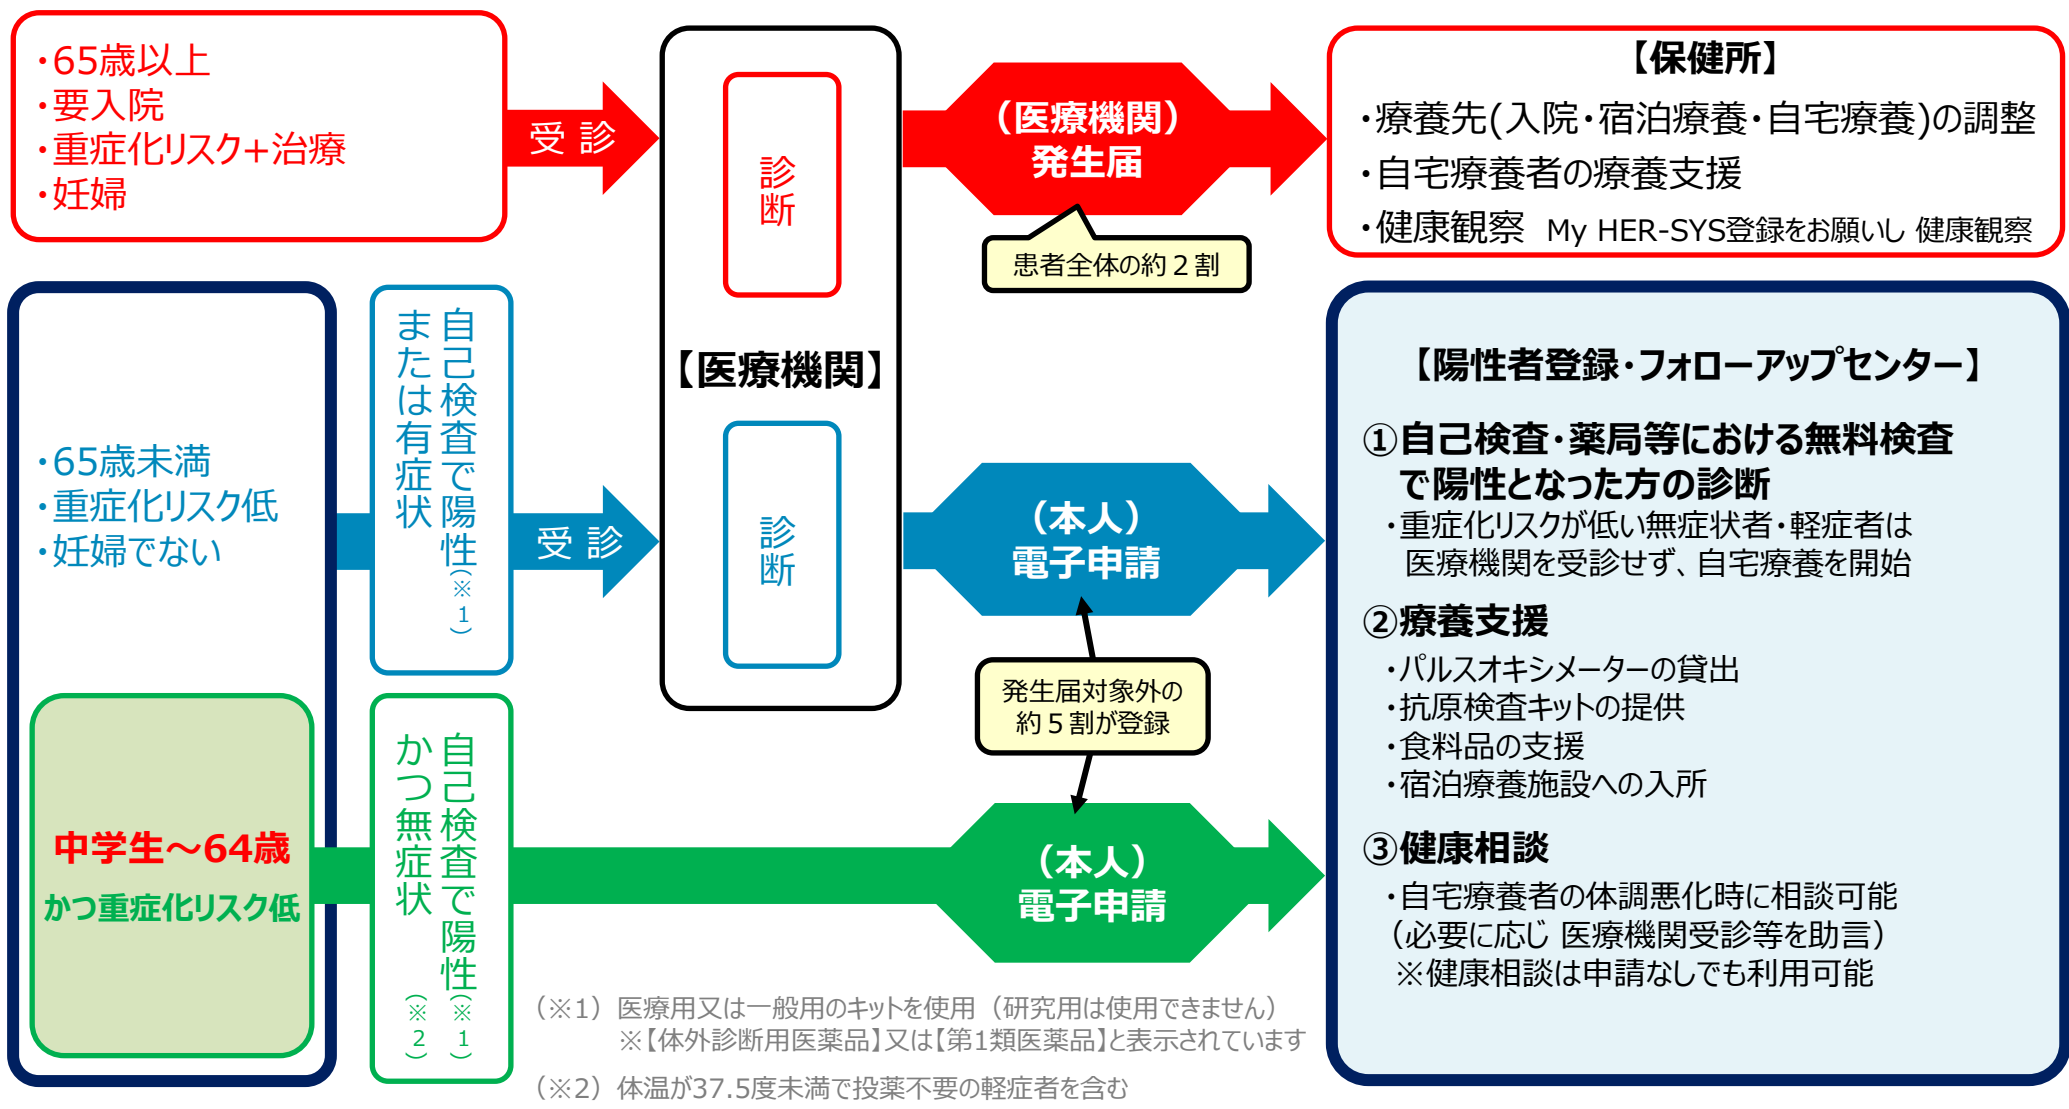 ・65歳以上
・要入院
・重症化リスク+治療
・妊婦
受 診
診断
（医療機関）
発生届
患者全体の約２割
【保健所】
・療養先(入院・宿泊療養・自宅療養)の調整
・自宅療養者の療養支援
・健康観察 My HER-SYS登録をお願いし 健康観察
・65歳未満
・重症化リスク低
・妊婦でない
自己検査で陽性（※1）
または有症状
受 診
【医療機関】
診断
（本人）
電子申請
発生届対象外の
約５割が登録
中学生～64歳
かつ重症化リスク低
自己検査で陽性（※1）
かつ無症状（※2）
（本人）
電子申請
【陽性者登録・フォローアップセンター】
①自己検査・薬局等における無料検査
で陽性となった方の診断
・重症化リスクが低い無症状者・軽症者は
医療機関を受診せず、自宅療養を開始
②療養支援
・パルスオキシメーターの貸出
・抗原検査キットの提供
・食料品の支援
・宿泊療養施設への入所
③健康相談
・自宅療養者の体調悪化時に相談可能
（必要に応じ 医療機関受診等を助言）
※健康相談は申請なしでも利用可能
（※1）医療用又は一般用のキットを使用（研究用は使用できません）
※【体外診断用医薬品】又は【第1類医薬品】と表示されています
（※2）体温が37.5度未満で投薬不要の軽症者を含む